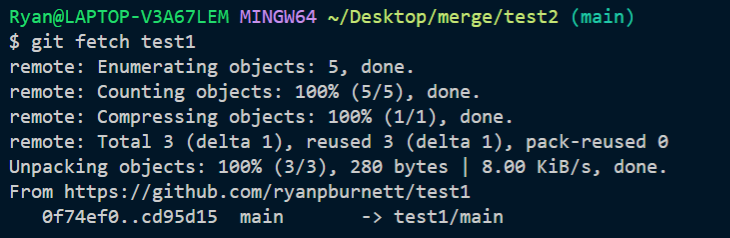 Ryan@LAPTOP-V3A67LEM MINGW64 ~/Desktop/merge/test2 (main)
$ git fetch test1
remote: Enumerating objects: 5, done.
remote: Counting objects: 100% (5/5), done.
remote: Compressing objects: 100% (1/1), done.
remote: Total 3 (delta 1), reused 3 (delta 1), pack-reused 0
Unpacking objects: 100% (3/3), 280 bytes | 8.00 KiB/s, done.
From https://github.com/ryanpburnett/test1
   0f74ef0..cd95d15  main       -> test1/main